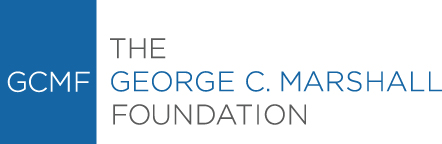 GCMF
THE
GEORGE C. MARSHALL
FOUNDATION